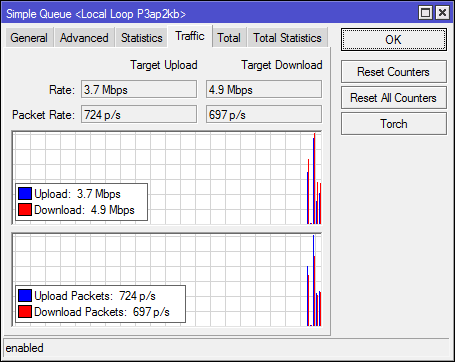 Simple Queue <Local Loop P3ap2kb>
General Advanced Statistics Traffic Total Total Statistics
OK
Reset Counters
Reset All Counters
Torch
Target Upload Target Download
Rate: 3.7 Mbps 4.9 Mbps
Packet Rate: 724 p/s 697 p/s
Upload: 3.7 Mbps
Download: 4.9 Mbps
Upload Packets: 724 p/s
Download Packets: 697 p/s
enabled